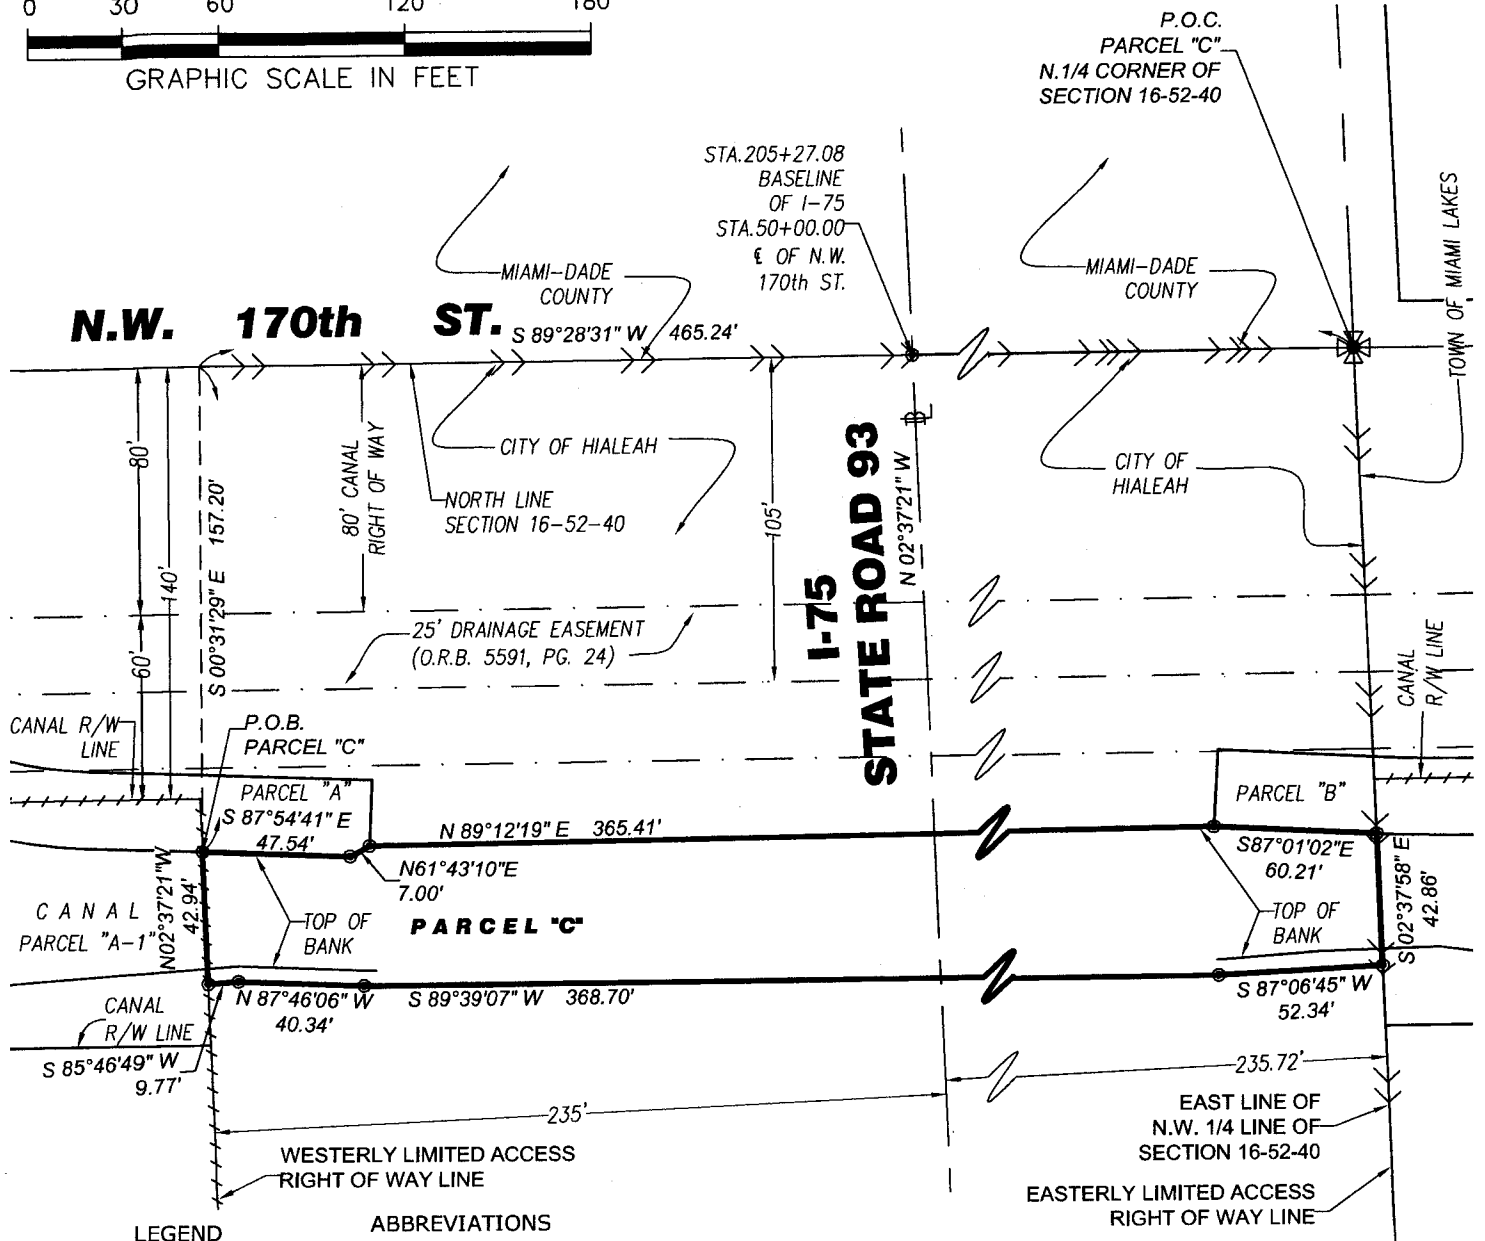 0 30 60 120 180
GRAPHIC SCALE IN FEET
P.O.C.
PARCEL "C"
N.1/4 CORNER OF
SECTION 16-52-40
STA.205+27.08
BASELINE
OF I-75
STA.50+00.00
℄ OF N.W.
170th ST.
MIAMI-DADE
COUNTY
MIAMI-DADE
COUNTY
TOWN OF MIAMI LAKES
N.W. 170th ST.
S 89°28'31" W 465.24'
80'
140'
60'
S 00°31'29" E 157.20'
80' CANAL
RIGHT OF WAY
CITY OF HIALEAH
NORTH LINE
SECTION 16-52-40
105'
I-75
STATE ROAD 93
BL
N 02°37'21" W
CITY OF
HIALEAH
25' DRAINAGE EASEMENT
(O.R.B. 5591, PG. 24)
CANAL
R/W LINE
CANAL R/W
LINE
P.O.B.
PARCEL "C"
PARCEL "A"
S 87°54'41" E
47.54'
N 89°12'19" E 365.41'
N61°43'10"E
7.00'
PARCEL "B"
S87°01'02"E
60.21'
S 02°37'58" E
42.86'
N02°37'21"W
42.94'
CANAL
PARCEL "A-1"
TOP OF
BANK
PARCEL "C"
TOP OF
BANK
N 87°46'06" W
40.34'
S 89°39'07" W 368.70'
S 87°06'45" W
52.34'
CANAL
R/W LINE
S 85°46'49" W
9.77'
235'
235.72'
WESTERLY LIMITED ACCESS
RIGHT OF WAY LINE
EAST LINE OF
N.W. 1/4 LINE OF
SECTION 16-52-40
EASTERLY LIMITED ACCESS
RIGHT OF WAY LINE
LEGEND
ABBREVIATIONS